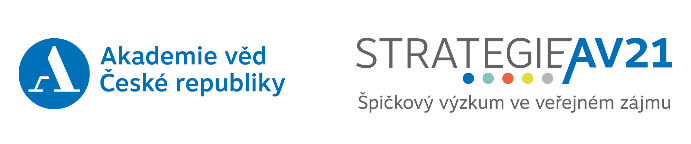 Akademie věd
České republiky
STRATEGIE AV21
Špičkový výzkum ve veřejném zájmu